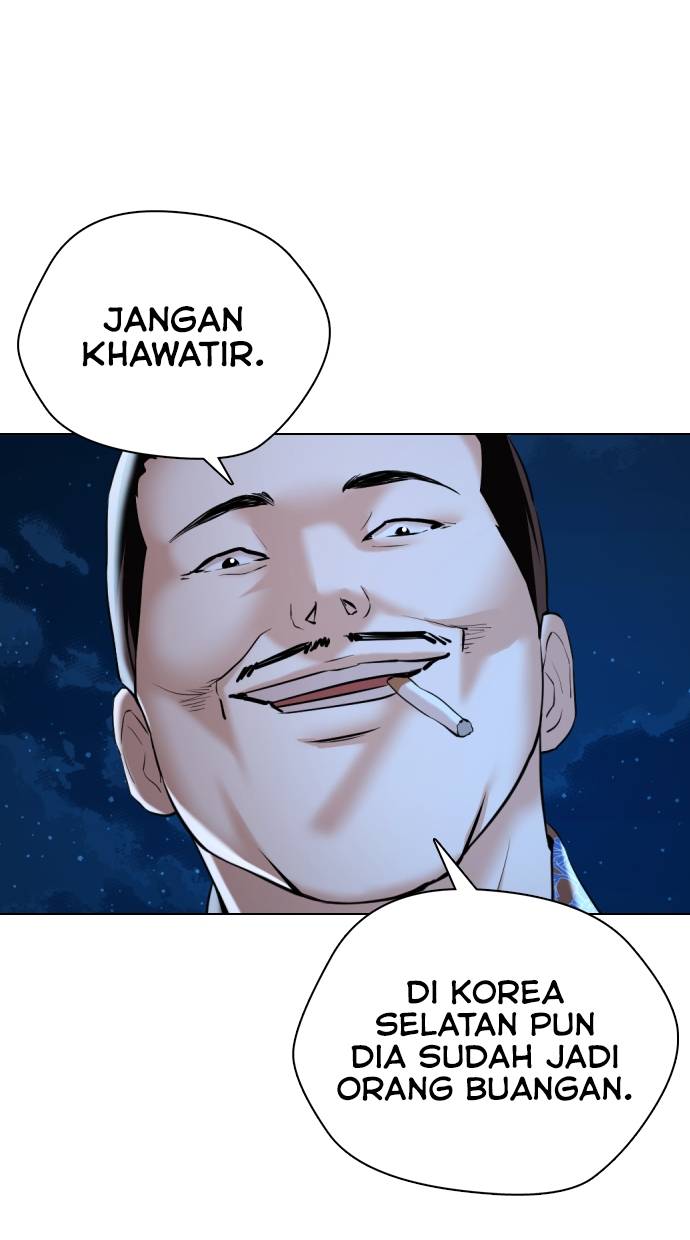 JANGAN
KHAWATIR.
DI KOREA
SELATAN PUN
DIA SUDAH JADI
ORANG BUANGAN.